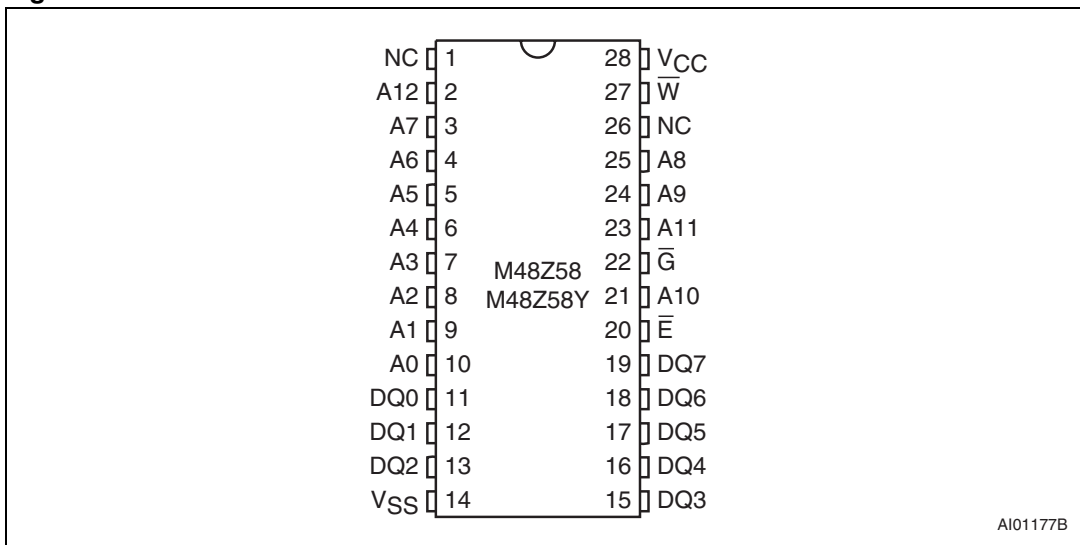 NC 1 28 VCC
A12 2 27 W̅
A7 3 26 NC
A6 4 25 A8
A5 5 24 A9
A4 6 23 A11
A3 7 22 G̅
M48Z58
A2 8 21 A10
M48Z58Y
A1 9 20 E̅
A0 10 19 DQ7
DQ0 11 18 DQ6
DQ1 12 17 DQ5
DQ2 13 16 DQ4
VSS 14 15 DQ3
AI01177B